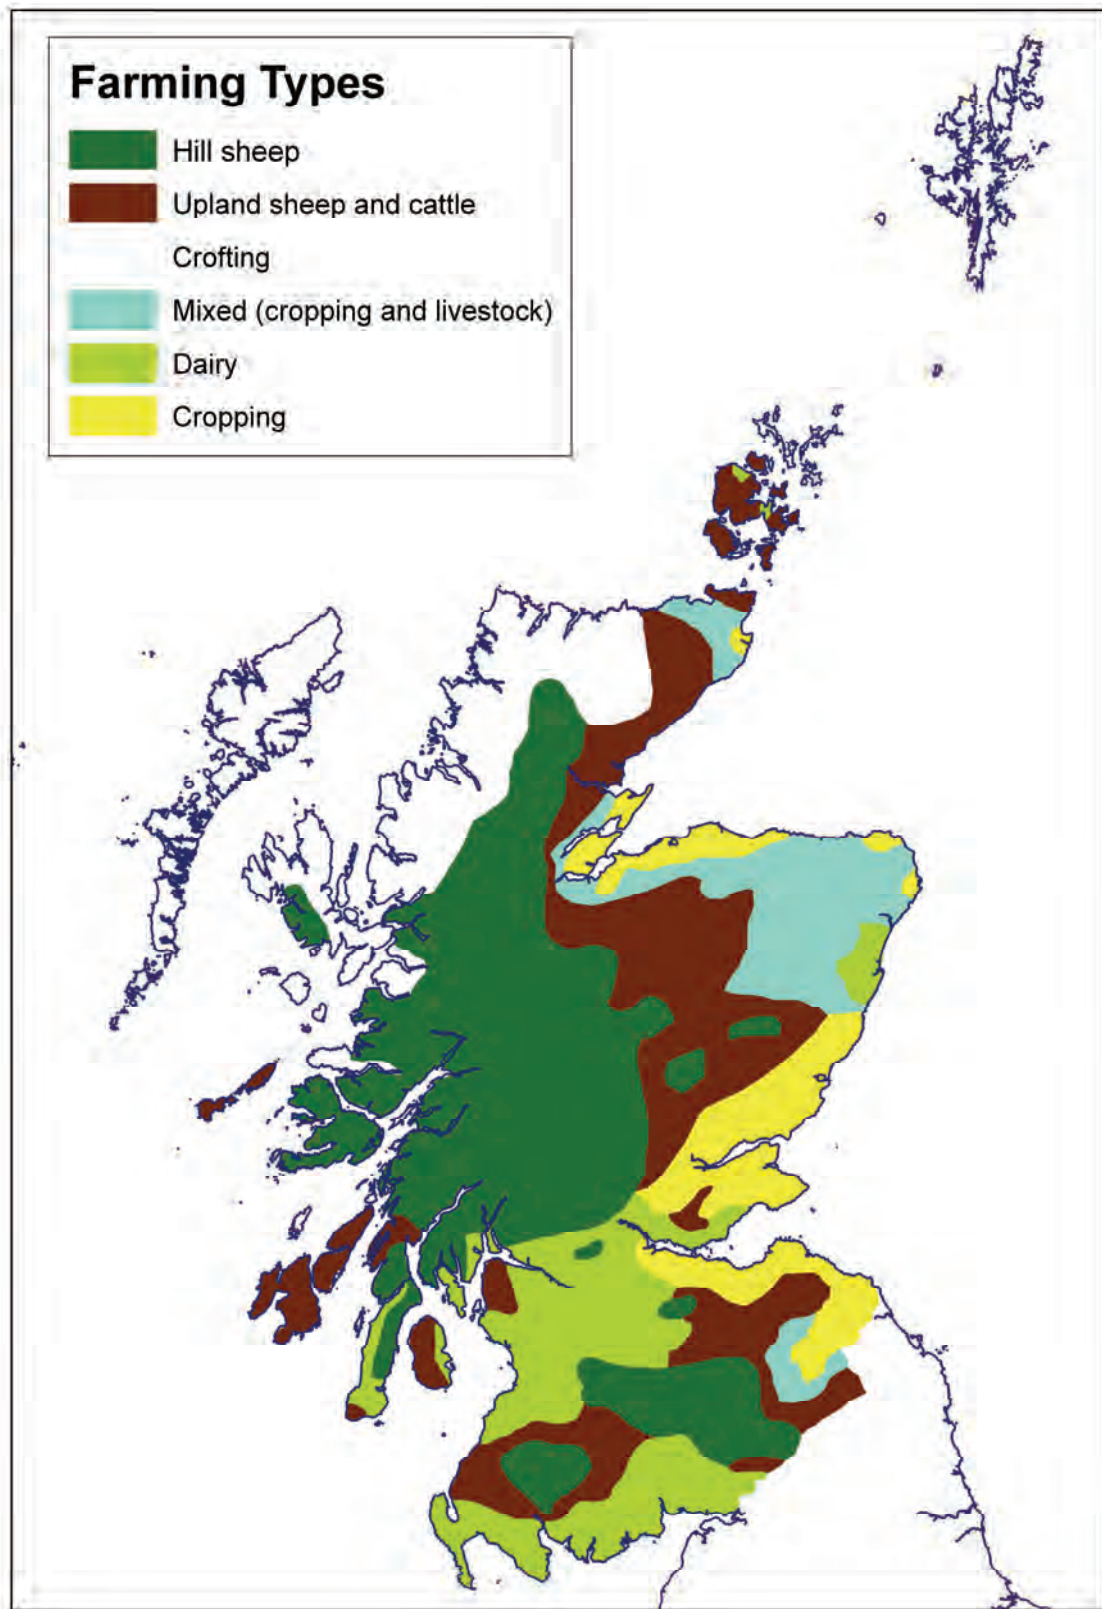 Farming Types
Hill sheep
Upland sheep and cattle
Crofting
Mixed (cropping and livestock)
Dairy
Cropping